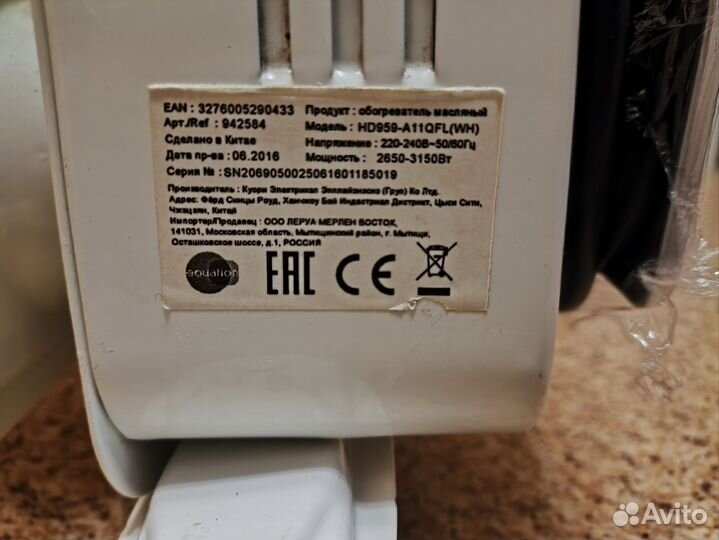 EAN : 3276005290433 Продукт : обогреватель масляный
Арт./Ref : 942584 Модель : HD959-A11QFL(WH)
Сделано в Китае Напряжение : 220-240В~50/60Гц
Дата пр-ва : 06.2016 Мощность : 2650-3150Вт
Серия № : SN2069050025061601185019
Производитель : Куори Электрикал Эпплайэнсиз (Груп) Ко Лтд.
Адрес: Фёрд Синцы Роуд, Ханчжоу Бэй Индастриал Дистрикт, Цыси Сити,
Чжэцзян, Китай
Импортер/Продавец : ООО ЛЕРУА МЕРЛЕН ВОСТОК,
141031, Московская область, Мытищинский район, г. Мытищи,
Осташковское шоссе, д.1, РОССИЯ
equation EAC CE
Avito